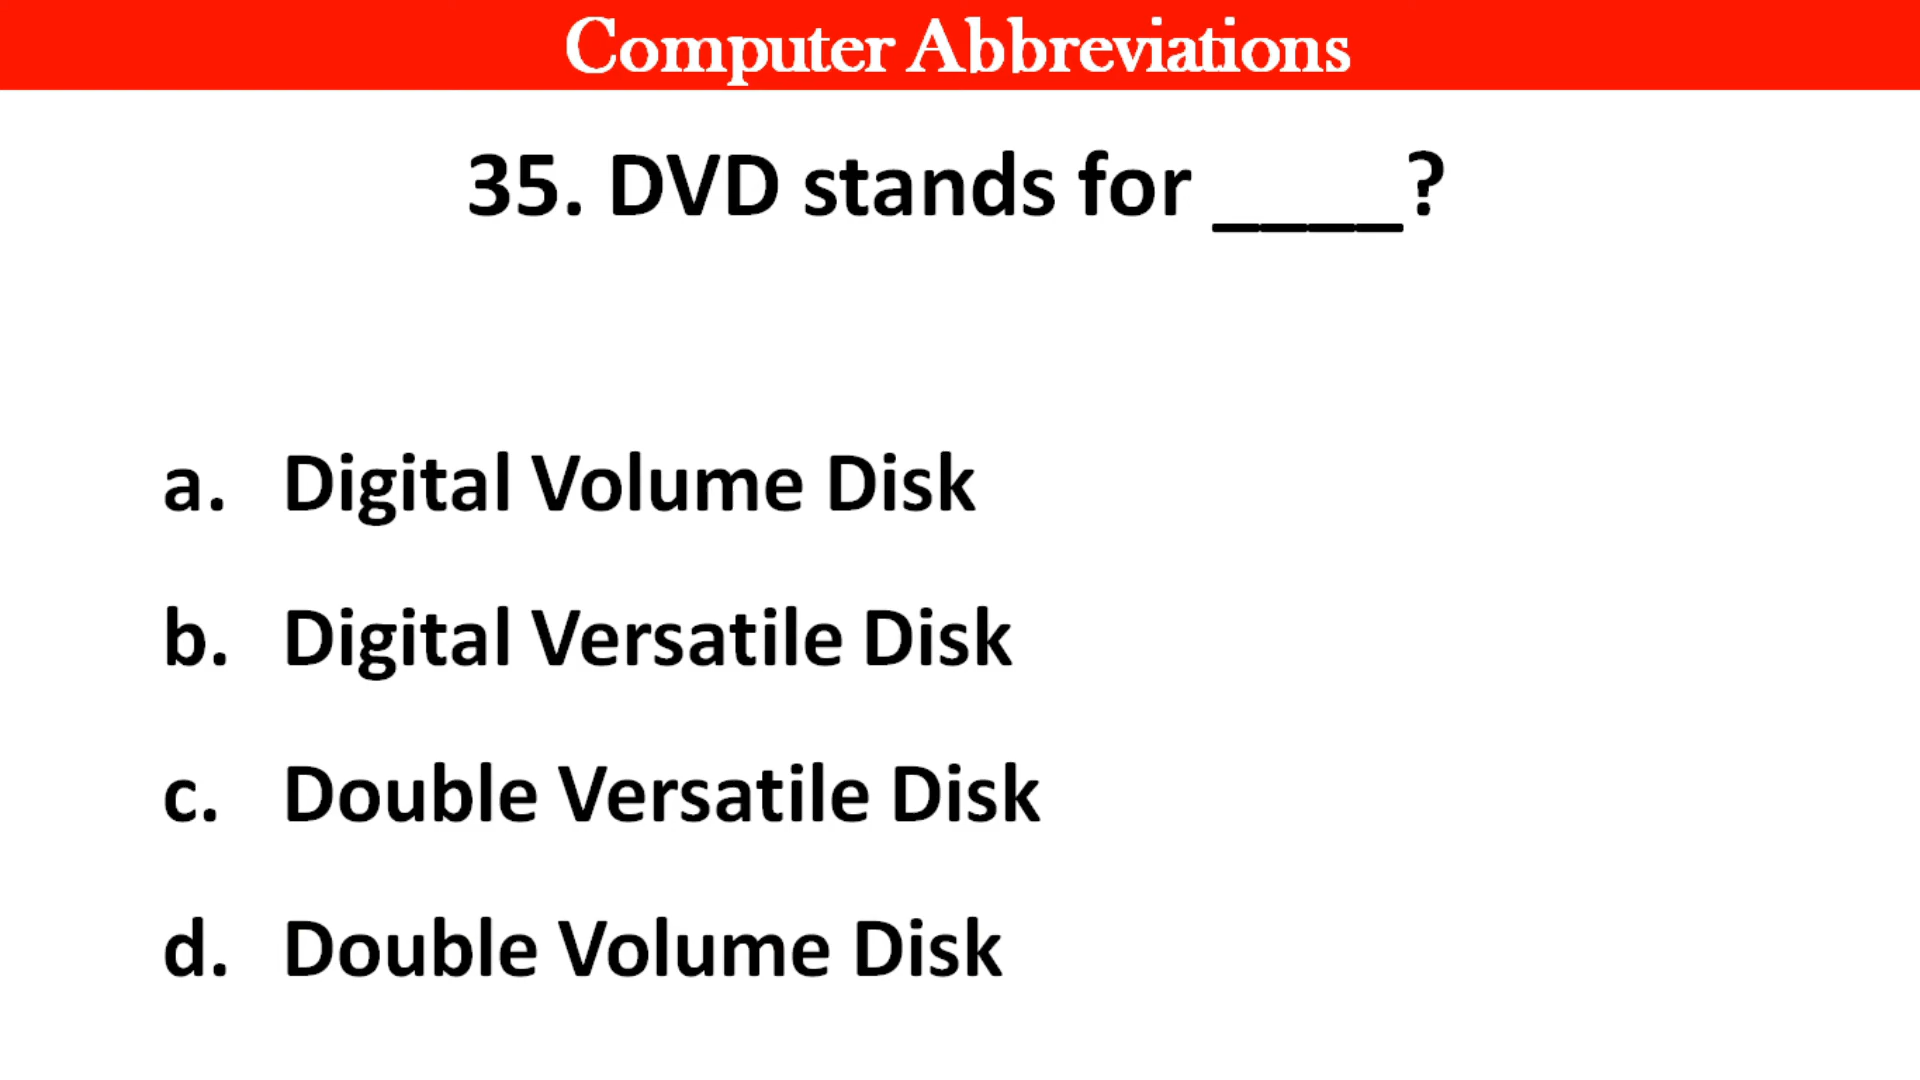 Computer Abbreviations
35. DVD stands for ____?
a. Digital Volume Disk
b. Digital Versatile Disk
c. Double Versatile Disk
d. Double Volume Disk